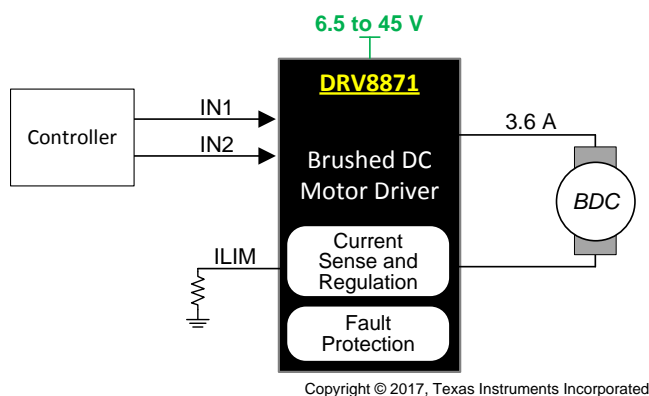 6.5 to 45 V
DRV8871
Controller
IN1
IN2
3.6 A
Brushed DC
Motor Driver
BDC
ILIM
Current
Sense and
Regulation
Fault
Protection
Copyright © 2017, Texas Instruments Incorporated